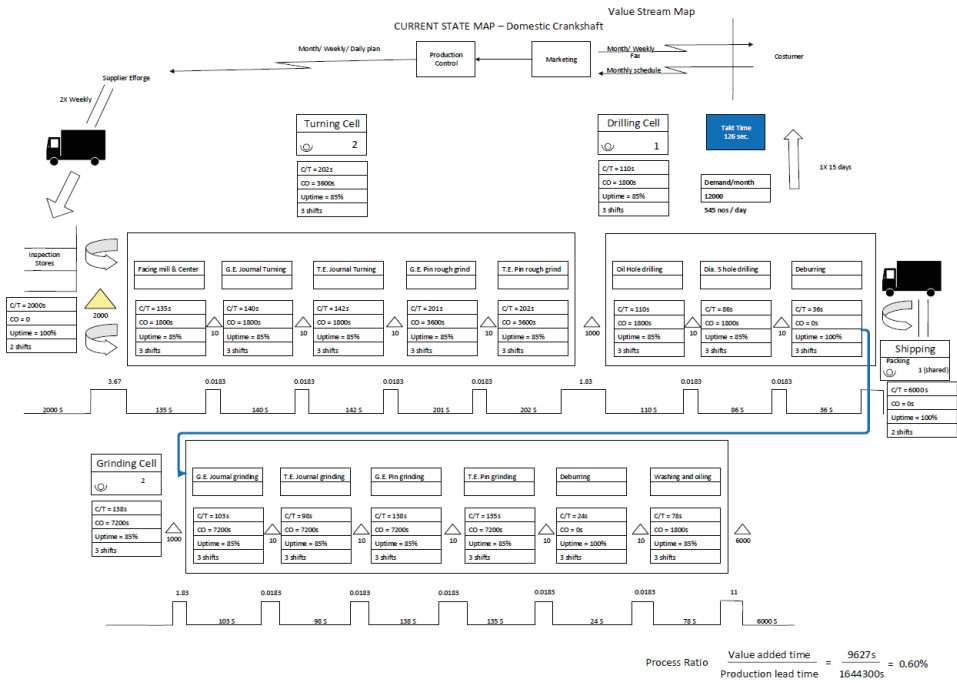 Value Stream Map
CURRENT STATE MAP – Domestic Crankshaft
Month/ Weekly/ Daily plan
Production Control
Marketing
Month/ Weekly
Fax
Monthly schedule
Costumer
Supplier Elforge
2X Weekly
Turning Cell
2
C/T = 202s
CO = 3600s
Uptime = 85%
3 shifts
Drilling Cell
1
C/T = 110s
CO = 1800s
Uptime = 85%
3 shifts
Takt Time
126 sec.
Demand/month
12000
545 nos / day
1X 15 days
Inspection
Stores
C/T = 2000s
CO = 0
Uptime = 100%
2 shifts
2000
Facing mill & Center
C/T = 135s
CO = 1800s
Uptime = 85%
3 shifts
10
G.E. Journal Turning
C/T = 140s
CO = 1800s
Uptime = 85%
3 shifts
10
T.E. Journal Turning
C/T = 142s
CO = 1800s
Uptime = 85%
3 shifts
10
G.E. Pin rough grind
C/T = 201s
CO = 3600s
Uptime = 85%
3 shifts
10
T.E. Pin rough grind
C/T = 202s
CO = 3600s
Uptime = 85%
3 shifts
1000
Oil Hole drilling
C/T = 110s
CO = 1800s
Uptime = 85%
3 shifts
10
Dia. 5 hole drilling
C/T = 86s
CO = 1800s
Uptime = 85%
3 shifts
10
Deburring
C/T = 36s
CO = 0s
Uptime = 100%
3 shifts
Shipping
Packing
1 (shared)
C/T = 6000 s
CO = 0s
Uptime = 100%
2 shifts
3.67 0.0183 0.0183 0.0183 0.0183 1.83 0.0183 0.0183
2000 S 135 S 140 S 142 S 201 S 202 S 110 S 86 S 36 S
Grinding Cell
2
C/T = 138s
CO = 7200s
Uptime = 85%
3 shifts
1000
G.E. Journal grinding
C/T = 103s
CO = 7200s
Uptime = 85%
3 shifts
10
T.E. Journal grinding
C/T = 98s
CO = 7200s
Uptime = 85%
3 shifts
10
G.E. Pin grinding
C/T = 138s
CO = 7200s
Uptime = 85%
3 shifts
10
T.E. Pin grinding
C/T = 135s
CO = 7200s
Uptime = 85%
3 shifts
10
Deburring
C/T = 24s
CO = 0s
Uptime = 100%
3 shifts
10
Washing and oiling
C/T = 78s
CO = 1800s
Uptime = 85%
3 shifts
6000
1.83 0.0183 0.0183 0.0183 0.0183 0.0183 11
103 S 98 S 138 S 135 S 24 S 78 S 6000 S
Process Ratio Value added time / Production lead time = 9627s / 1644300s = 0.60%